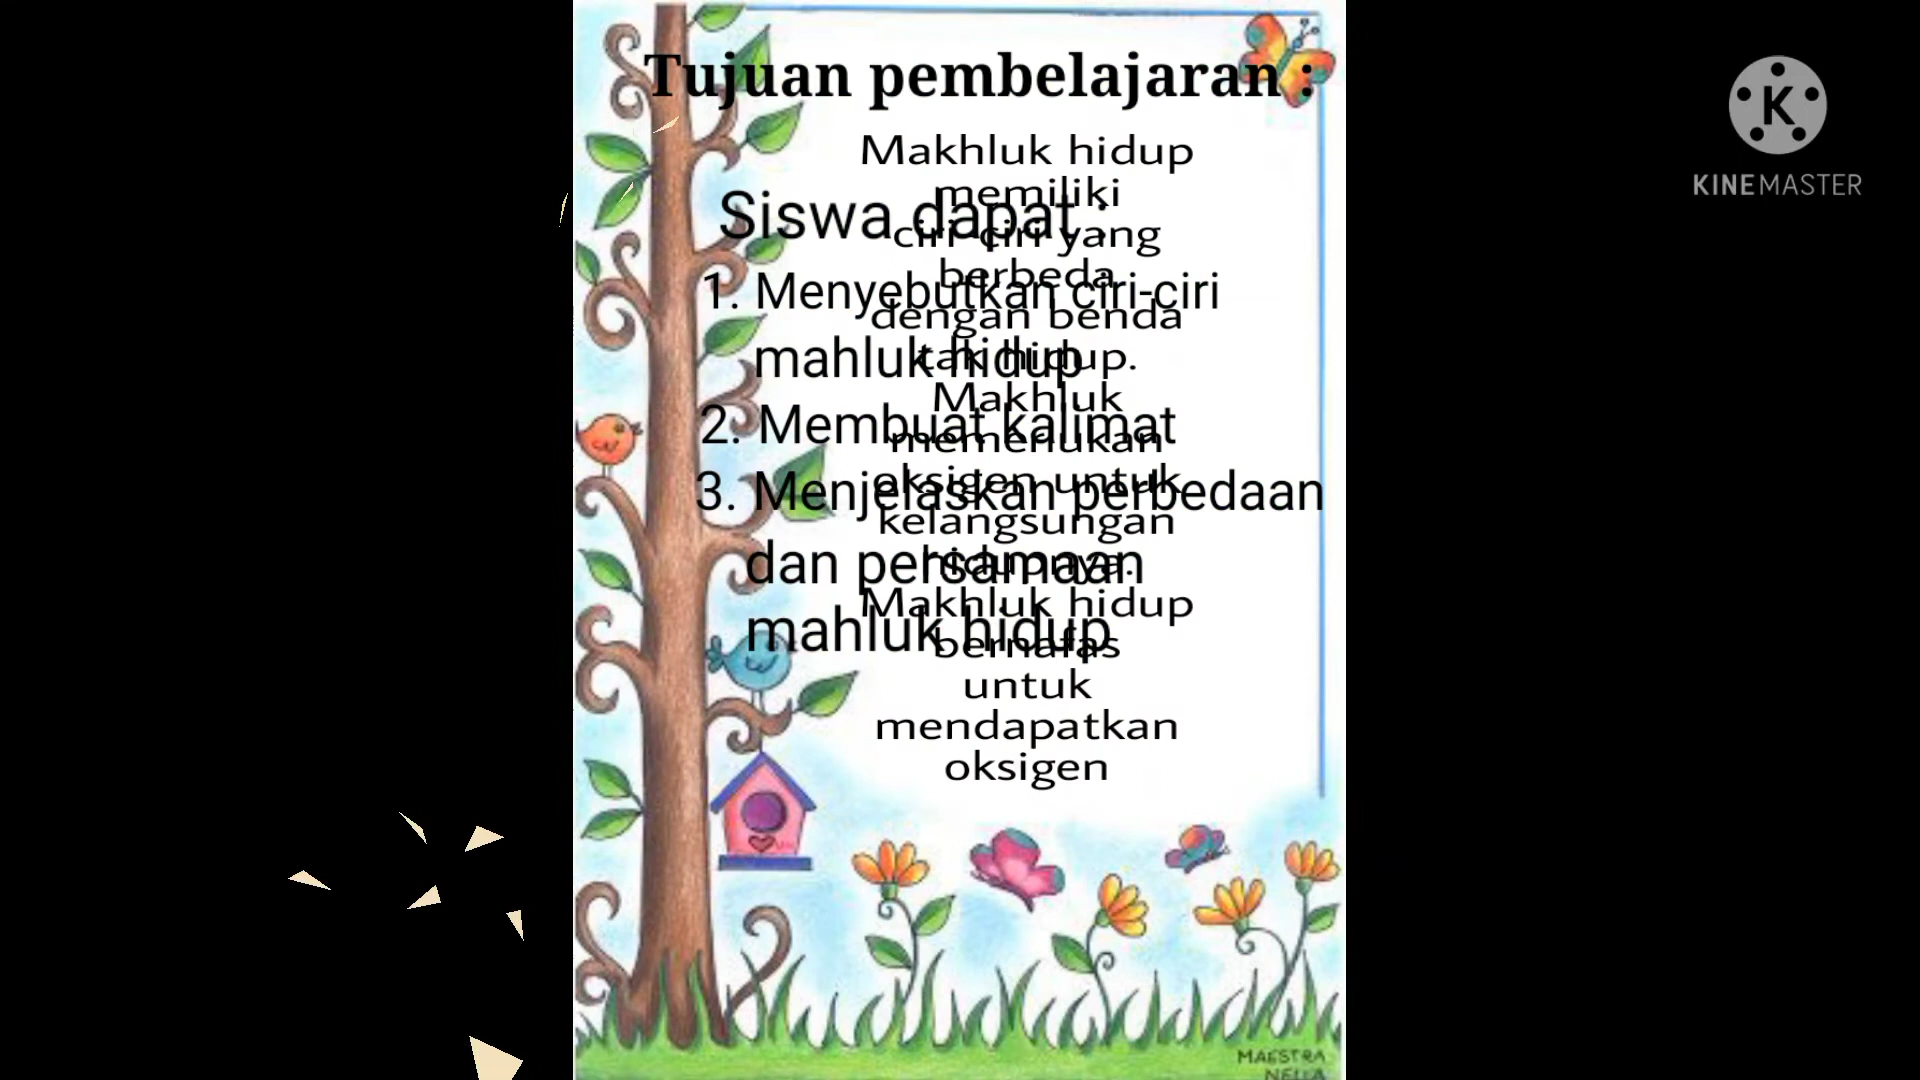 Tujuan pembelajaran :
Siswa dapat :
1. Menyebutkan ciri-ciri
mahluk hidup
2. Membuat kalimat
3. Menjelaskan perbedaan
dan persamaan
mahluk hidup
Makhluk hidup
memiliki
ciri-ciri yang
berbeda
dengan benda
tak hidup.
Makhluk
memerlukan
oksigen untuk
kelangsungan
hidupnya.
Makhluk hidup
bernafas
untuk
mendapatkan
oksigen
KINEMASTER
MAESTRA
NELLA